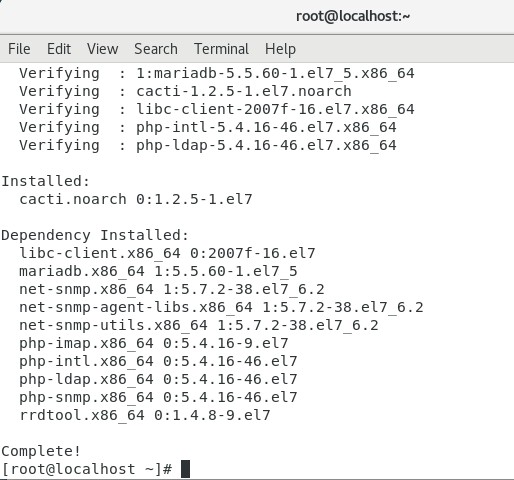 root@localhost:~
File Edit View Search Terminal Help
Verifying : 1:mariadb-5.5.60-1.el7_5.x86_64
Verifying : cacti-1.2.5-1.el7.noarch
Verifying : libc-client-2007f-16.el7.x86_64
Verifying : php-intl-5.4.16-46.el7.x86_64
Verifying : php-ldap-5.4.16-46.el7.x86_64
Installed:
cacti.noarch 0:1.2.5-1.el7
Dependency Installed:
libc-client.x86_64 0:2007f-16.el7
mariadb.x86_64 1:5.5.60-1.el7_5
net-snmp.x86_64 1:5.7.2-38.el7_6.2
net-snmp-agent-libs.x86_64 1:5.7.2-38.el7_6.2
net-snmp-utils.x86_64 1:5.7.2-38.el7_6.2
php-imap.x86_64 0:5.4.16-9.el7
php-intl.x86_64 0:5.4.16-46.el7
php-ldap.x86_64 0:5.4.16-46.el7
php-snmp.x86_64 0:5.4.16-46.el7
rrdtool.x86_64 0:1.4.8-9.el7
Complete!
[root@localhost ~]#